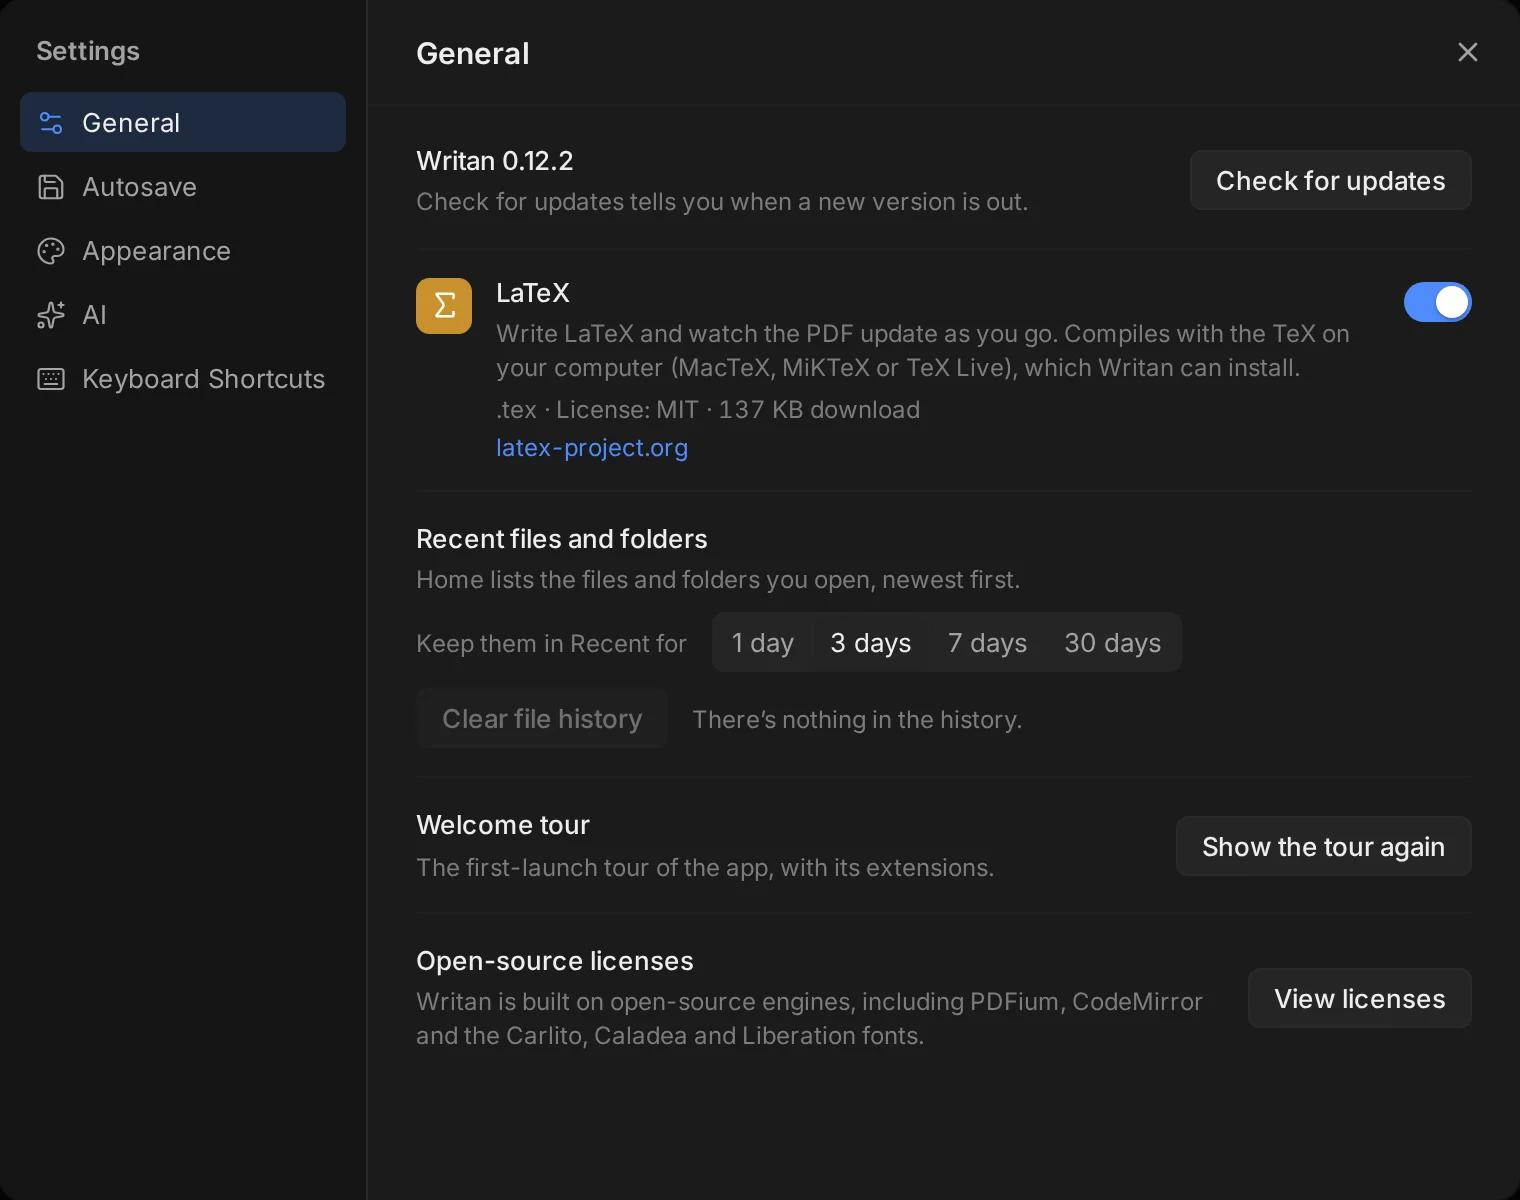 Settings
General
Autosave
Appearance
AI
Keyboard Shortcuts
General
Writan 0.12.2
Check for updates tells you when a new version is out.
Check for updates
LaTeX
Write LaTeX and watch the PDF update as you go. Compiles with the TeX on
your computer (MacTeX, MiKTeX or TeX Live), which Writan can install.
.tex · License: MIT · 137 KB download
latex-project.org
Recent files and folders
Home lists the files and folders you open, newest first.
Keep them in Recent for 1 day 3 days 7 days 30 days
Clear file history There’s nothing in the history.
Welcome tour
The first-launch tour of the app, with its extensions.
Show the tour again
Open-source licenses
Writan is built on open-source engines, including PDFium, CodeMirror
and the Carlito, Caladea and Liberation fonts.
View licenses